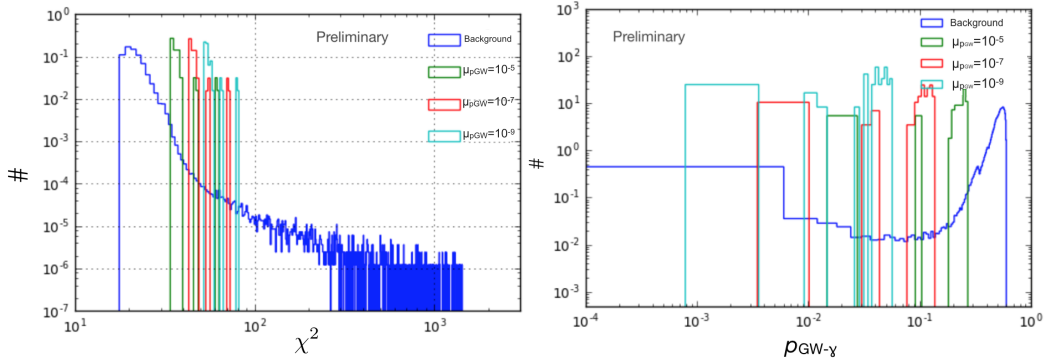 10⁰
10⁻¹
10⁻²
10⁻³
10⁻⁴
10⁻⁵
10⁻⁶
10⁻⁷
#
Preliminary
Background
μpGW=10⁻⁵
μpGW=10⁻⁷
μpGW=10⁻⁹
10¹ 10² 10³
χ²
10³
10²
10¹
10⁰
10⁻¹
10⁻²
10⁻³
#
Preliminary
Background
μpGW=10⁻⁵
μpGW=10⁻⁷
μpGW=10⁻⁹
10⁻⁴ 10⁻³ 10⁻² 10⁻¹ 10⁰
pGW-γ